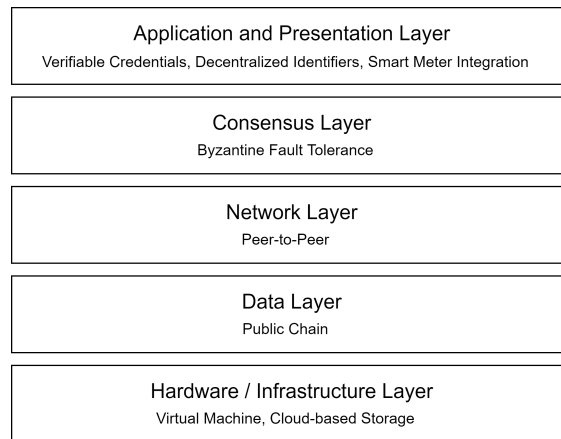 Application and Presentation Layer
Verifiable Credentials, Decentralized Identifiers, Smart Meter Integration
Consensus Layer
Byzantine Fault Tolerance
Network Layer
Peer-to-Peer
Data Layer
Public Chain
Hardware / Infrastructure Layer
Virtual Machine, Cloud-based Storage